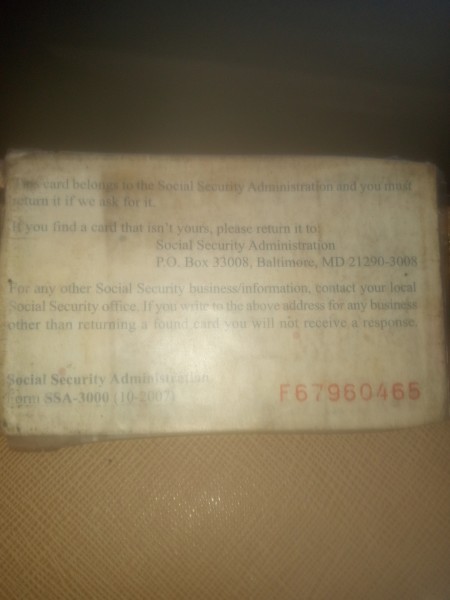 This card belongs to the Social Security Administration and you must
return it if we ask for it.
If you find a card that isn't yours, please return it to:
Social Security Administration
P.O. Box 33008, Baltimore, MD 21290-3008
For any other Social Security business/information, contact your local
Social Security office. If you write to the above address for any business
other than returning a found card you will not receive a response.
Social Security Administration
Form SSA-3000 (10-2007)
F67960465